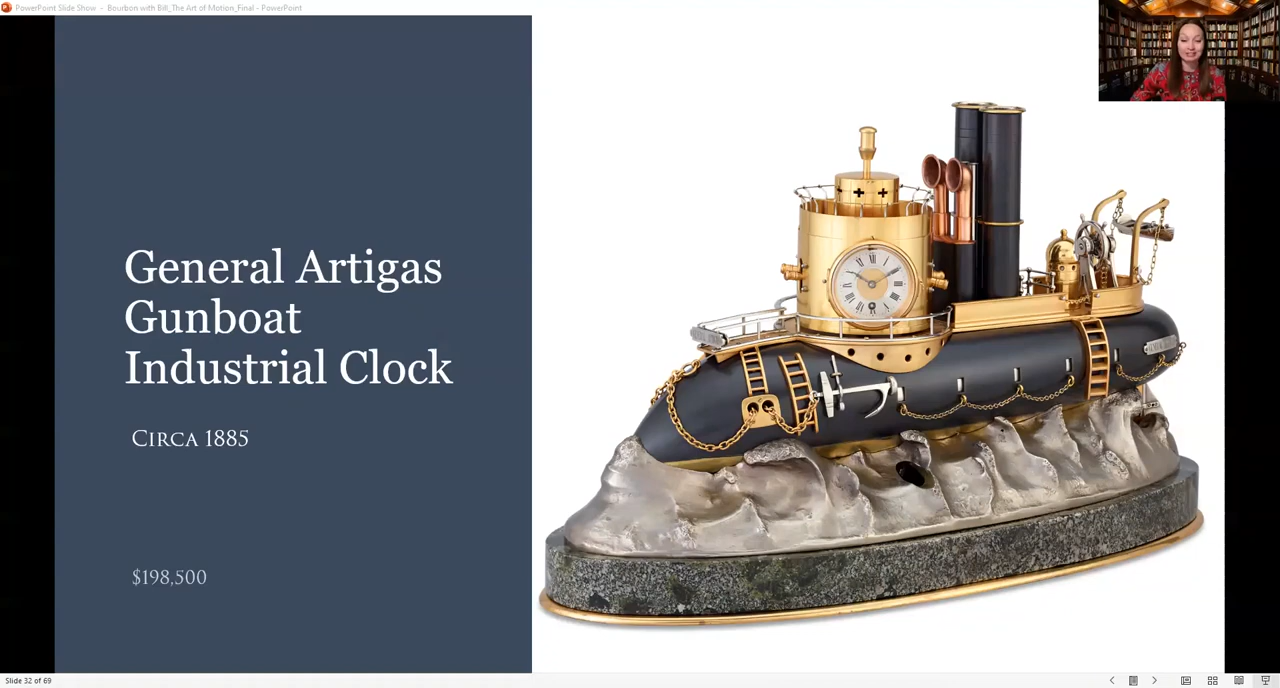 PowerPoint Slide Show - Bourbon with Bill_The Art of Motion_Final - PowerPoint
General Artigas
Gunboat
Industrial Clock
Circa 1885
$198,500
Slide 32 of 69